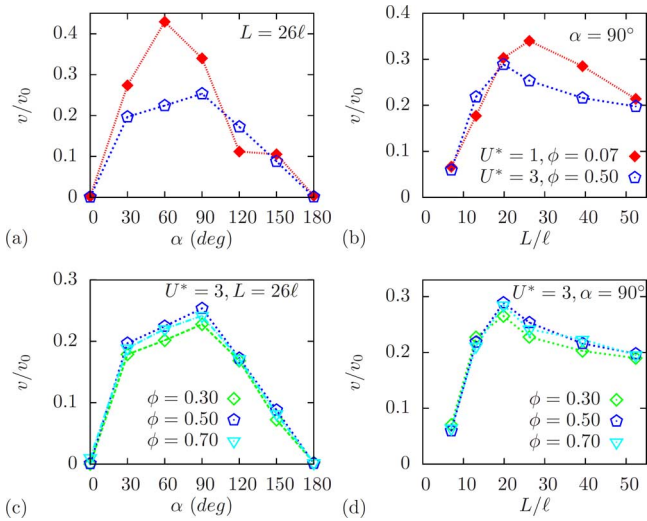 0.4
0.3
0.2
0.1
0
v/v₀
L = 26ℓ
0 30 60 90 120 150 180
(a)
α (deg)
0.4
0.3
0.2
0.1
0
v/v₀
α = 90°
U* = 1, ϕ = 0.07
U* = 3, ϕ = 0.50
0 10 20 30 40 50
(b)
L/ℓ
0.3
0.2
0.1
0
v/v₀
U* = 3, L = 26ℓ
ϕ = 0.30
ϕ = 0.50
ϕ = 0.70
0 30 60 90 120 150 180
(c)
α (deg)
0.3
0.2
0.1
0
v/v₀
U* = 3, α = 90°
ϕ = 0.30
ϕ = 0.50
ϕ = 0.70
0 10 20 30 40 50
(d)
L/ℓ